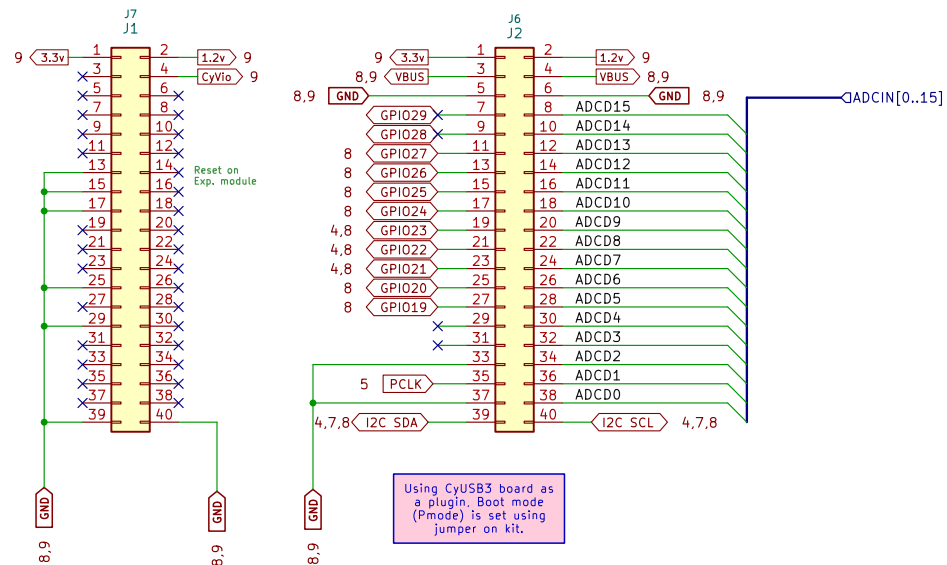 J7
J1
9 3.3v 1 2 1.2v 9
3 4 CyVio 9
5 6
7 8
9 10
11 12
13 14 Reset on
Exp. module
15 16
17 18
19 20
21 22
23 24
25 26
27 28
29 30
31 32
33 34
35 36
37 38
39 40
GND
8,9
GND
8,9
J6
J2
9 3.3v 1 2 1.2v 9
8,9 VBUS 3 4 VBUS 8,9
8,9 GND 5 6 GND 8,9
ADCIN[0..15]
GPIO29 7 8 ADCD15
GPIO28 9 10 ADCD14
8 GPIO27 11 12 ADCD13
8 GPIO26 13 14 ADCD12
8 GPIO25 15 16 ADCD11
8 GPIO24 17 18 ADCD10
4,8 GPIO23 19 20 ADCD9
4,8 GPIO22 21 22 ADCD8
4,8 GPIO21 23 24 ADCD7
8 GPIO20 25 26 ADCD6
8 GPIO19 27 28 ADCD5
29 30 ADCD4
31 32 ADCD3
33 34 ADCD2
5 PCLK 35 36 ADCD1
37 38 ADCD0
4,7,8 I2C SDA 39 40 I2C SCL 4,7,8
GND
8,9
Using CyUSB3 board as
a plugin. Boot mode
(Pmode) is set using
jumper on kit.